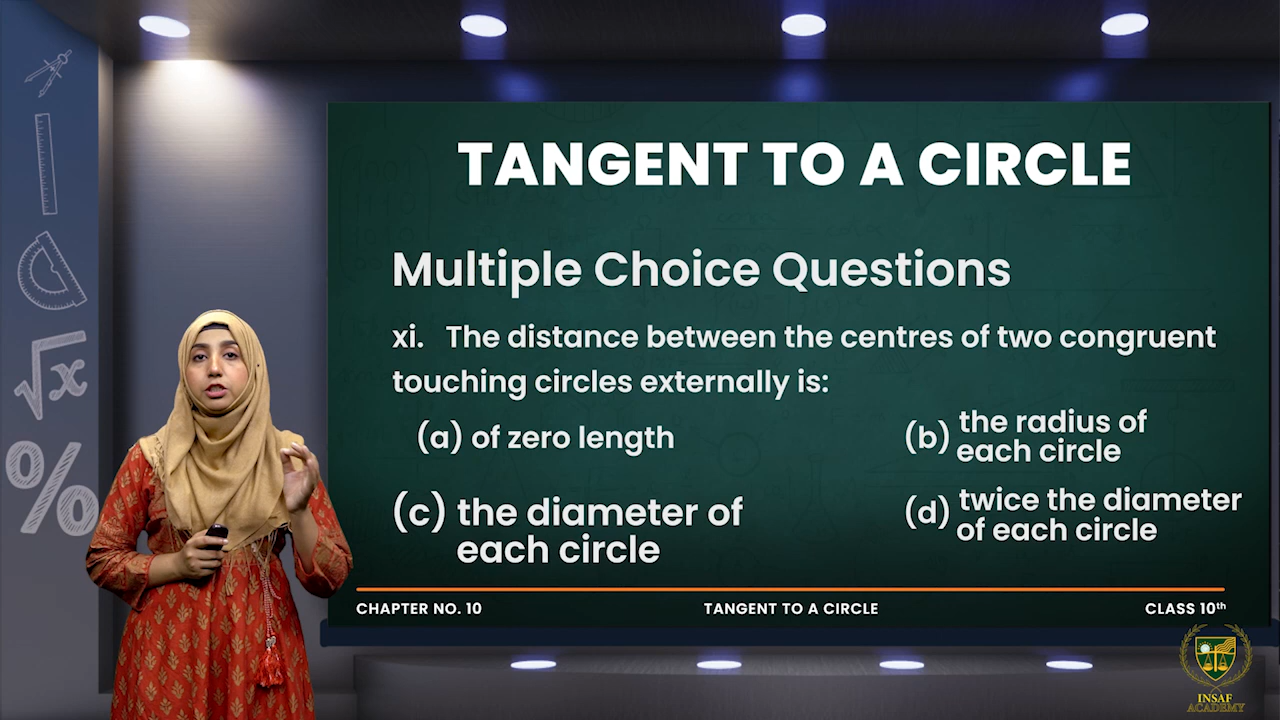 TANGENT TO A CIRCLE
Multiple Choice Questions
xi. The distance between the centres of two congruent
touching circles externally is:
(a) of zero length
(b) the radius of
each circle
(c) the diameter of
each circle
(d) twice the diameter
of each circle
CHAPTER NO. 10 TANGENT TO A CIRCLE CLASS 10th
√x
%
INSAF
ACADEMY